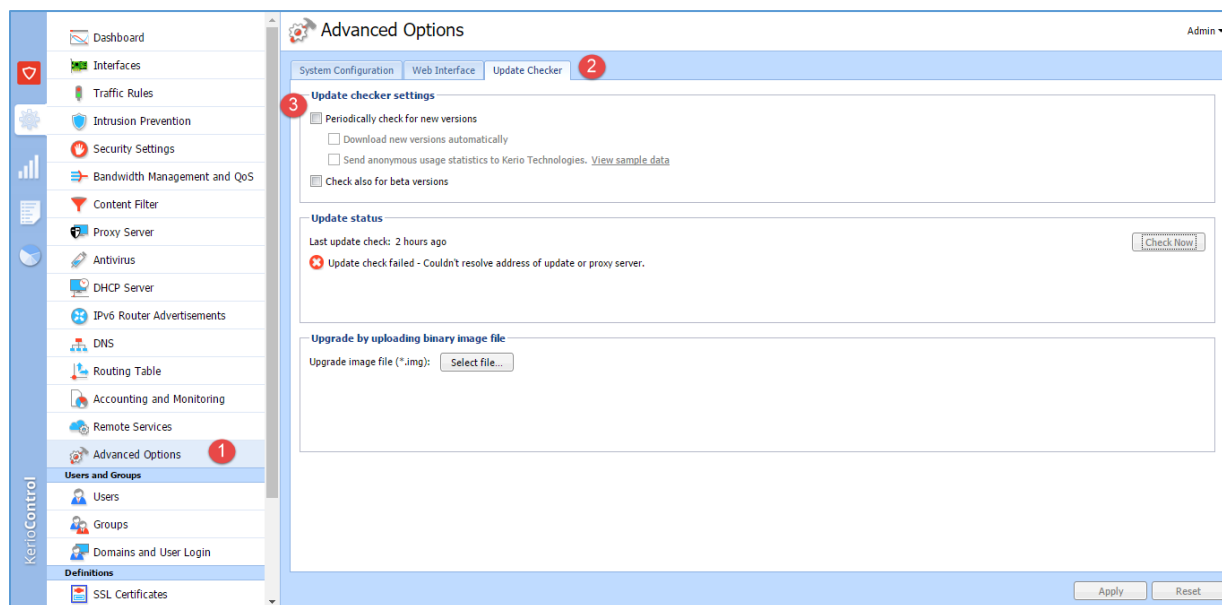 Dashboard
Interfaces
Traffic Rules
Intrusion Prevention
Security Settings
Bandwidth Management and QoS
Content Filter
Proxy Server
Antivirus
DHCP Server
IPv6 Router Advertisements
DNS
Routing Table
Accounting and Monitoring
Remote Services
Advanced Options 1
Users and Groups
Users
Groups
Domains and User Login
Definitions
SSL Certificates
KerioControl
Advanced Options
Admin
System Configuration Web Interface Update Checker 2
Update checker settings
3
Periodically check for new versions
Download new versions automatically
Send anonymous usage statistics to Kerio Technologies. View sample data
Check also for beta versions
Update status
Last update check: 2 hours ago
Check Now
Update check failed - Couldn't resolve address of update or proxy server.
Upgrade by uploading binary image file
Upgrade image file (*.img): Select file...
Apply Reset